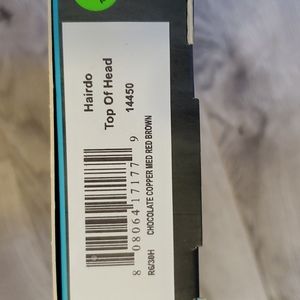 Hairdo
Top Of Head
14450
8 08064 17177 9
R6/30H CHOCOLATE COPPER MED RED BROWN